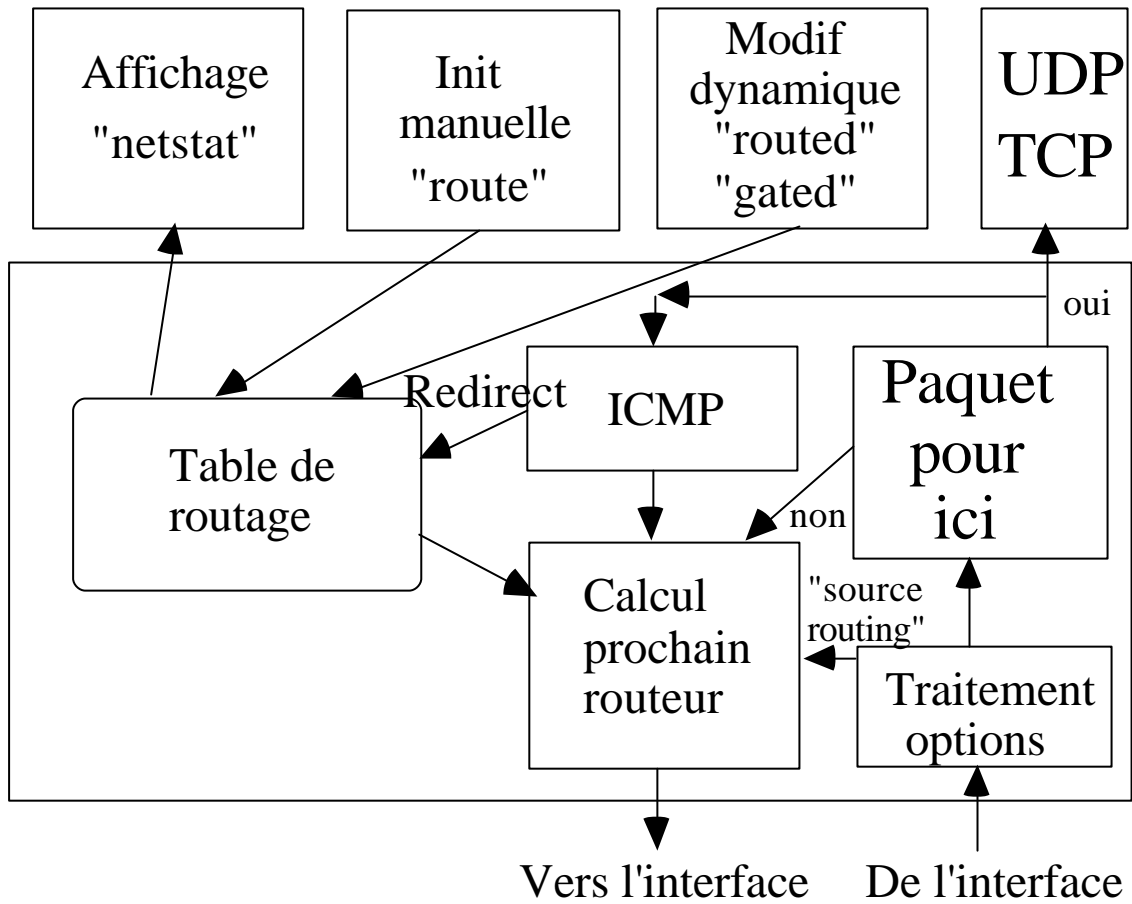 Affichage
"netstat"
Init
manuelle
"route"
Modif
dynamique
"routed"
"gated"
UDP
TCP
oui
Redirect
ICMP
Paquet
pour
ici
Table de
routage
non
Calcul
prochain
routeur
"source
routing"
Traitement
options
Vers l'interface
De l'interface